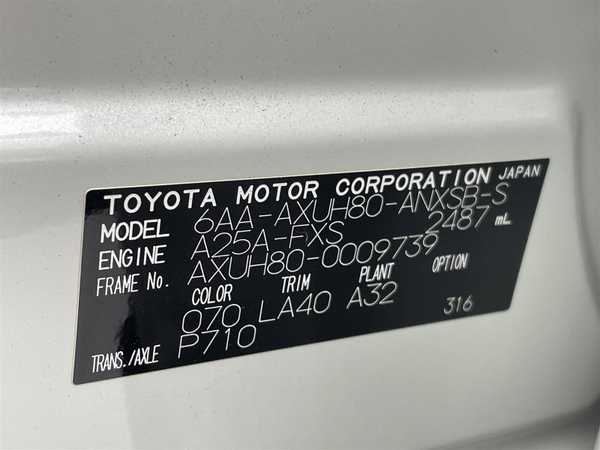 TOYOTA MOTOR CORPORATION JAPAN
MODEL 6AA-AXUH80-ANXSB-S
ENGINE A25A-FXS 2487 mL
FRAME No. AXUH80-0009739
COLOR TRIM PLANT OPTION
070 LA40 A32 316
TRANS./AXLE P710